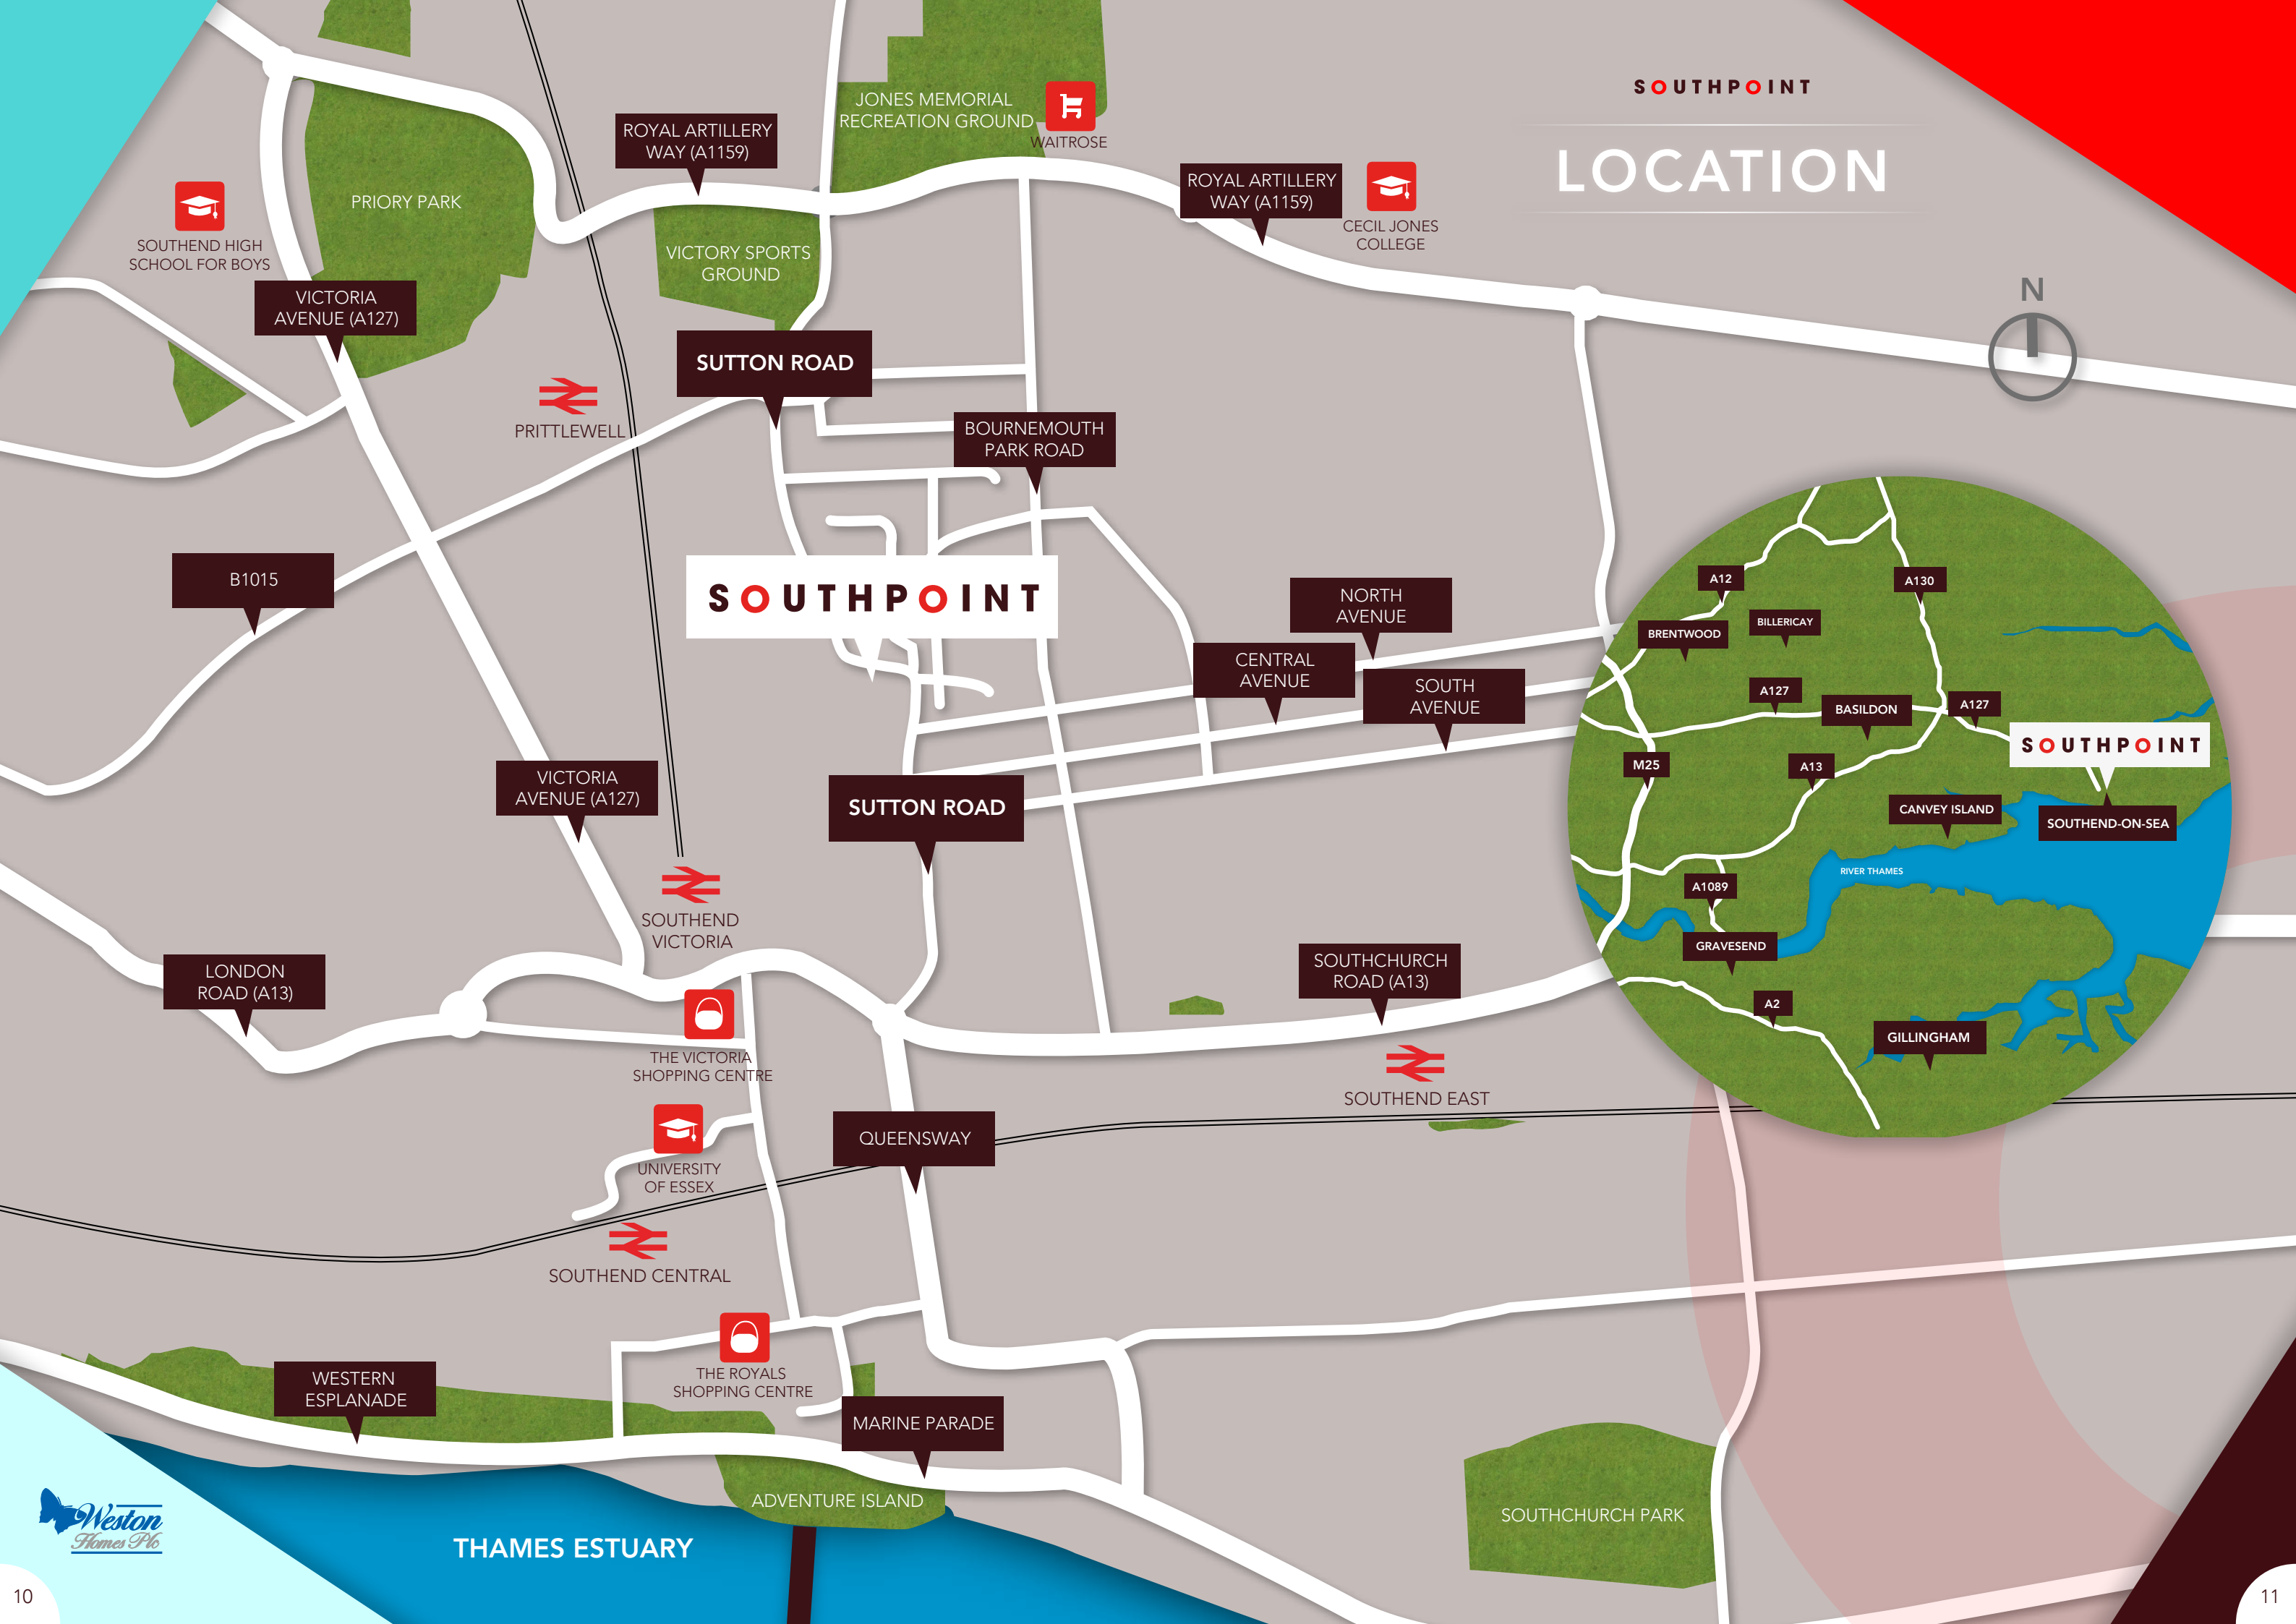 SOUTHPOINT
LOCATION
N
JONES MEMORIAL
RECREATION GROUND
WAITROSE
ROYAL ARTILLERY
WAY (A1159)
ROYAL ARTILLERY
WAY (A1159)
CECIL JONES
COLLEGE
PRIORY PARK
SOUTHEND HIGH
SCHOOL FOR BOYS
VICTORY SPORTS
GROUND
VICTORIA
AVENUE (A127)
SUTTON ROAD
PRITTLEWELL
BOURNEMOUTH
PARK ROAD
B1015
SOUTHPOINT
NORTH
AVENUE
CENTRAL
AVENUE
SOUTH
AVENUE
A12
A130
BRENTWOOD
BILLERICAY
A127
BASILDON
A127
SOUTHPOINT
M25
A13
CANVEY ISLAND
SOUTHEND-ON-SEA
RIVER THAMES
A1089
GRAVESEND
A2
GILLINGHAM
VICTORIA
AVENUE (A127)
SUTTON ROAD
SOUTHEND
VICTORIA
LONDON
ROAD (A13)
SOUTHCHURCH
ROAD (A13)
THE VICTORIA
SHOPPING CENTRE
SOUTHEND EAST
QUEENSWAY
UNIVERSITY
OF ESSEX
SOUTHEND CENTRAL
THE ROYALS
SHOPPING CENTRE
WESTERN
ESPLANADE
MARINE PARADE
ADVENTURE ISLAND
SOUTHCHURCH PARK
THAMES ESTUARY
Weston
Homes Plc
10
11